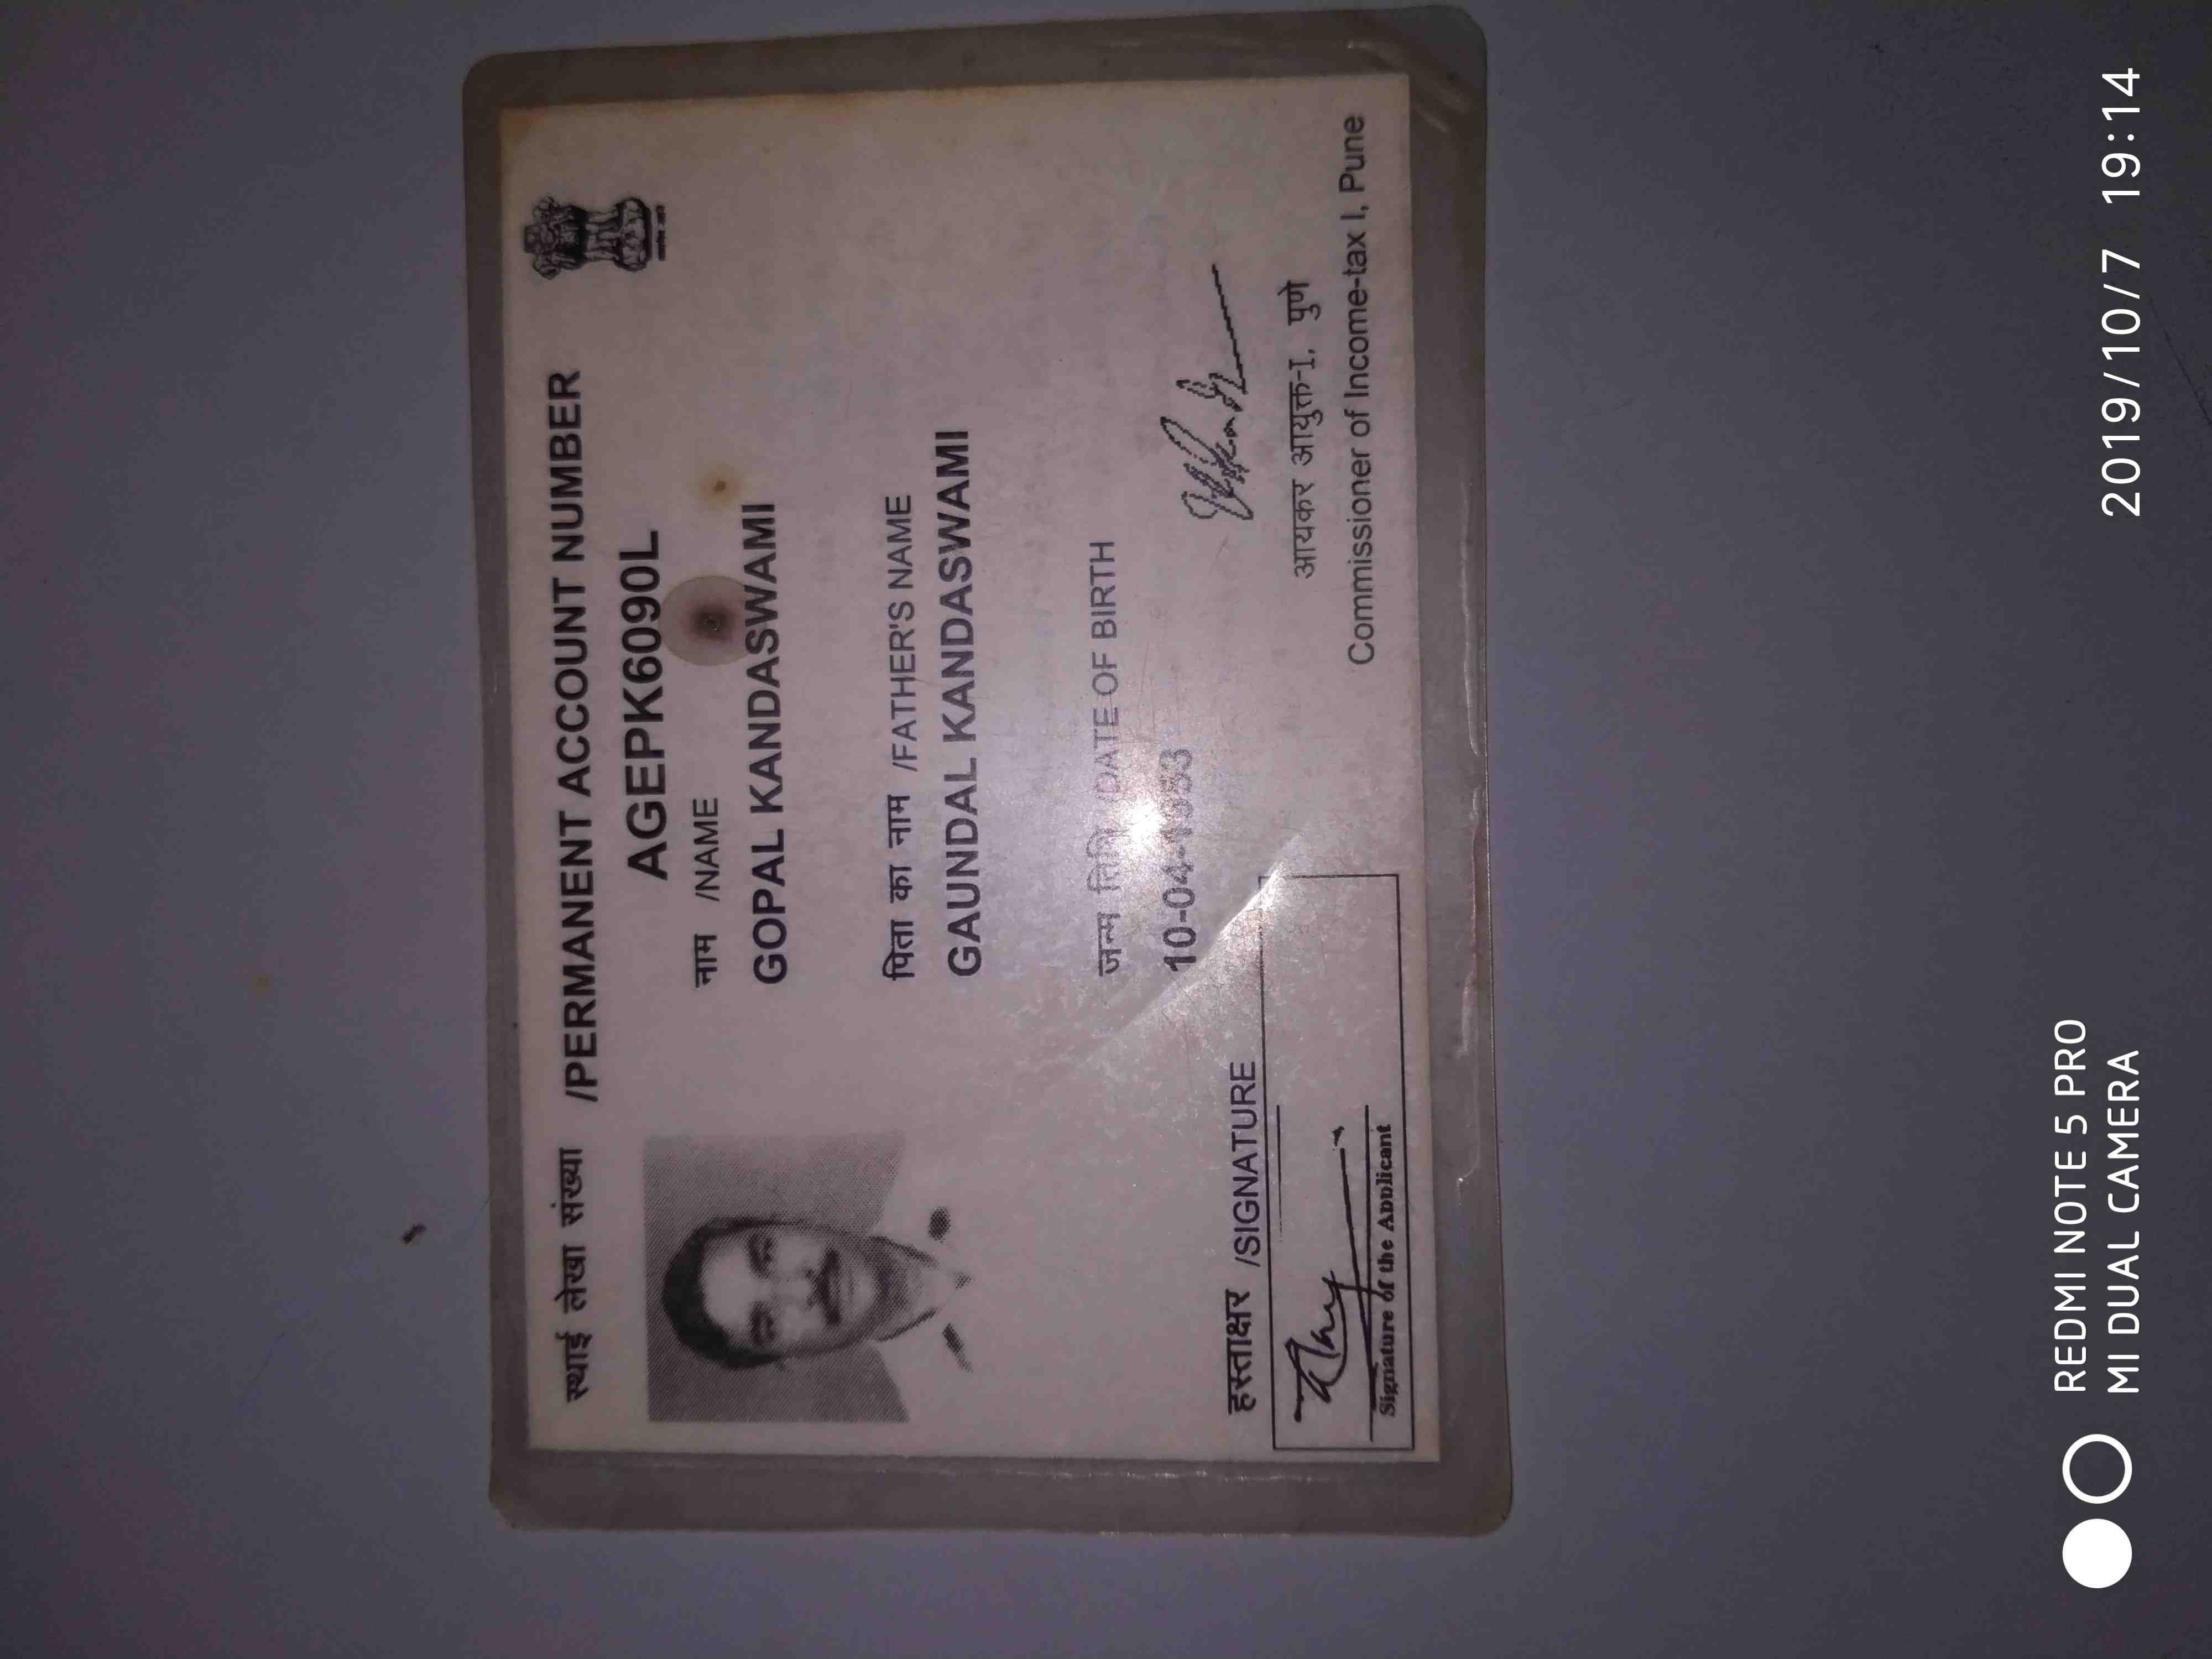 स्थाई लेखा संख्या /PERMANENT ACCOUNT NUMBER
AGEPK6090L
नाम /NAME
GOPAL KANDASWAMI
पिता का नाम /FATHER'S NAME
GAUNDAL KANDASWAMI
जन्म तिथि /DATE OF BIRTH
10-04-1953
हस्ताक्षर /SIGNATURE
Signature of the Applicant
आयकर आयुक्त-I, पुणे
Commissioner of Income-tax I, Pune
REDMI NOTE 5 PRO
MI DUAL CAMERA
2019/10/7 19:14